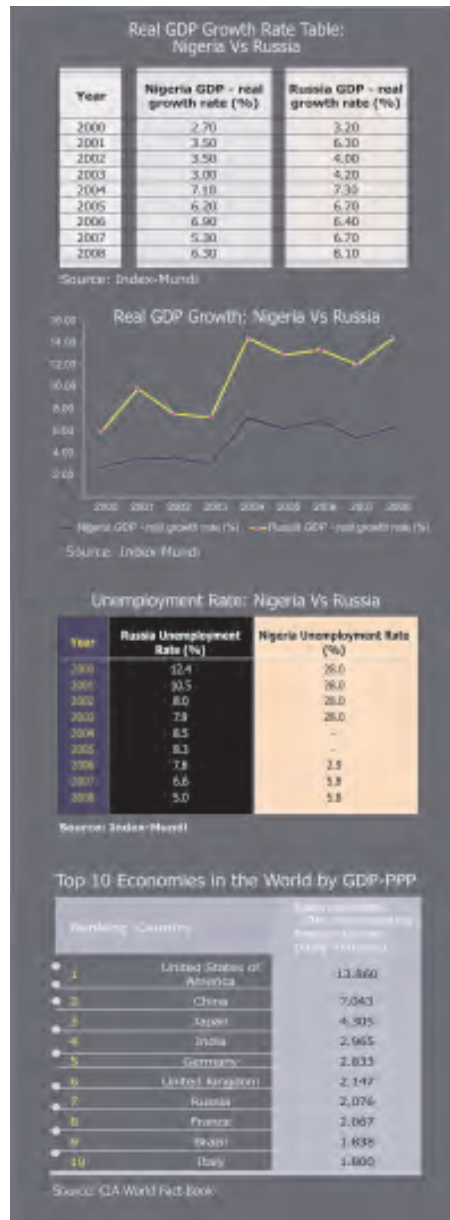 Real GDP Growth Rate Table:
Nigeria Vs Russia
Year Nigeria GDP - real growth rate (%) Russia GDP - real growth rate (%)
2000 2.70 3.20
2001 3.50 6.30
2002 3.50 4.00
2003 3.00 4.20
2004 7.10 7.30
2005 6.20 6.70
2006 6.90 6.40
2007 5.30 6.70
2008 6.30 8.10
Source: Index-Mundi
Real GDP Growth: Nigeria Vs Russia
16.00
14.00
12.00
10.00
8.00
6.00
4.00
2.00
2000 2001 2002 2003 2004 2005 2006 2007 2008
Nigeria GDP - real growth rate (%) Russia GDP - real growth rate (%)
Source: Index Mundi
Unemployment Rate: Nigeria Vs Russia
Year Russia Unemployment Rate (%) Nigeria Unemployment Rate (%)
2000 12.4 28.0
2001 10.5 28.0
2002 8.0 28.0
2003 7.9 28.0
2004 8.5 -
2005 8.3 -
2006 7.6 2.9
2007 6.6 5.8
2008 5.0 5.8
Source: Index-Mundi
Top 10 Economies in the World by GDP-PPP
Ranking Country
1 United States of America 13,860
2 China 7,043
3 Japan 4,305
4 India 2,965
5 Germany 2,833
6 United Kingdom 2,147
7 Russia 2,076
8 France 2,067
9 Brazil 1,838
10 Italy 1,800
Source: CIA World Fact Book